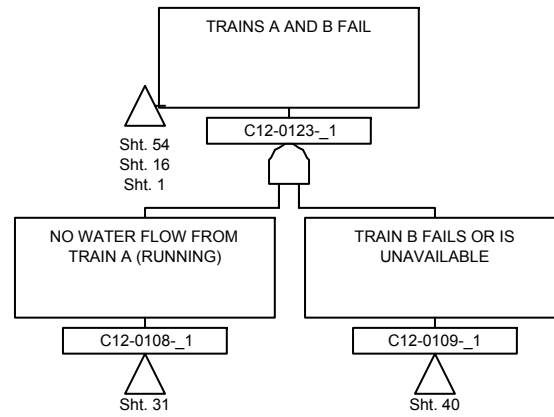 TRAINS A AND B FAIL
C12-0123-_1
Sht. 54
Sht. 16
Sht. 1
NO WATER FLOW FROM
TRAIN A (RUNNING)
TRAIN B FAILS OR IS
UNAVAILABLE
C12-0108-_1
C12-0109-_1
Sht. 31
Sht. 40